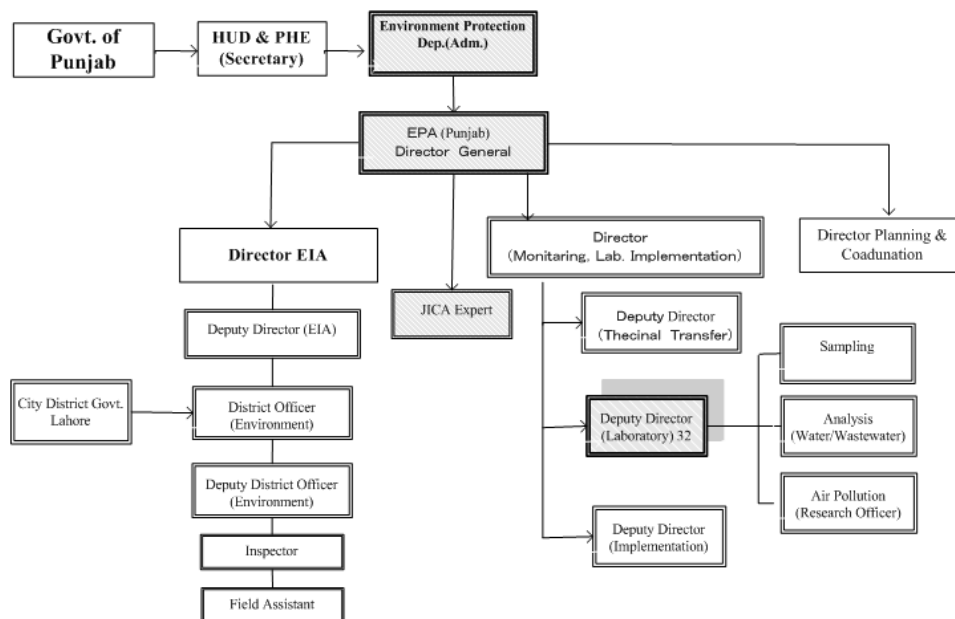 Govt. of
Punjab
HUD & PHE
(Secretary)
Environment Protection
Dep.(Adm.)
EPA (Punjab)
Director General
Director EIA
Director
(Monitaring, Lab. Implementation)
Director Planning &
Coadunation
JICA Expert
Deputy Director (EIA)
Deputy Director
(Thecinal Transfer)
Sampling
City District Govt.
Lahore
District Officer
(Environment)
Deputy Director
(Laboratory) 32
Analysis
(Water/Wastewater)
Deputy District Officer
(Environment)
Air Pollution
(Research Officer)
Inspector
Deputy Director
(Implementation)
Field Assistant